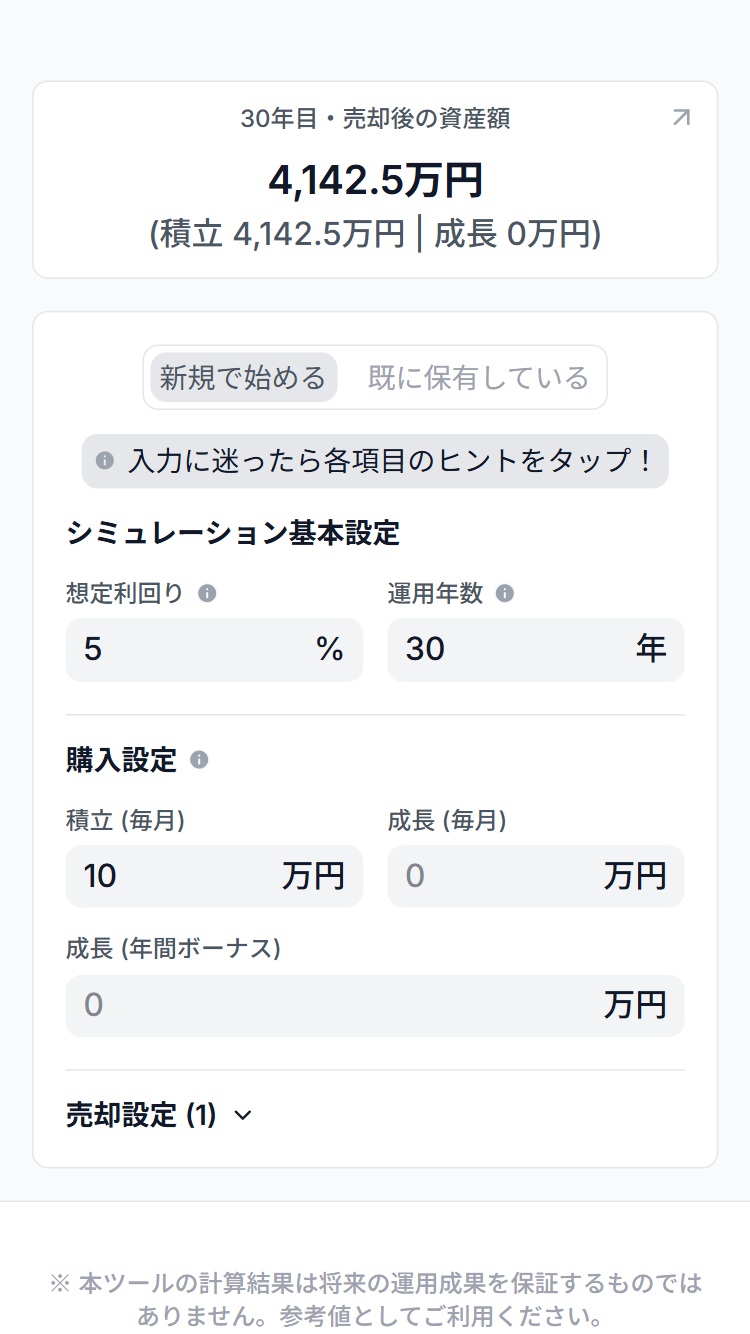 30年目・売却後の資産額
4,142.5万円
(積立 4,142.5万円 | 成長 0万円)
新規で始める 既に保有している
入力に迷ったら各項目のヒントをタップ！
シミュレーション基本設定
想定利回り 運用年数
5 % 30 年
購入設定
積立 (毎月) 成長 (毎月)
10 万円 0 万円
成長 (年間ボーナス)
0 万円
売却設定 (1)
※ 本ツールの計算結果は将来の運用成果を保証するものでは
ありません。参考値としてご利用ください。